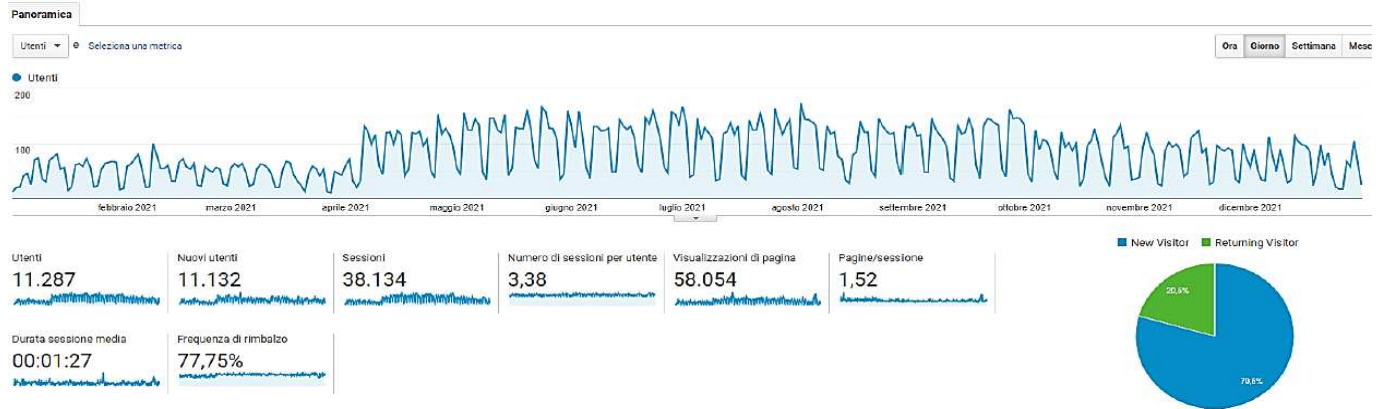 Panoramica
Utenti e Seleziona una metrica
Ora Giorno Settimana Mese
Utenti
200
100
febbraio 2021 marzo 2021 aprile 2021 maggio 2021 giugno 2021 luglio 2021 agosto 2021 settembre 2021 ottobre 2021 novembre 2021 dicembre 2021
New Visitor Returning Visitor
Utenti Nuovi utenti Sessioni Numero di sessioni per utente Visualizzazioni di pagina Pagine/sessione
11.287 11.132 38.134 3,38 58.054 1,52
20,5%
Durata sessione media Frequenza di rimbalzo
00:01:27 77,75%
79,5%